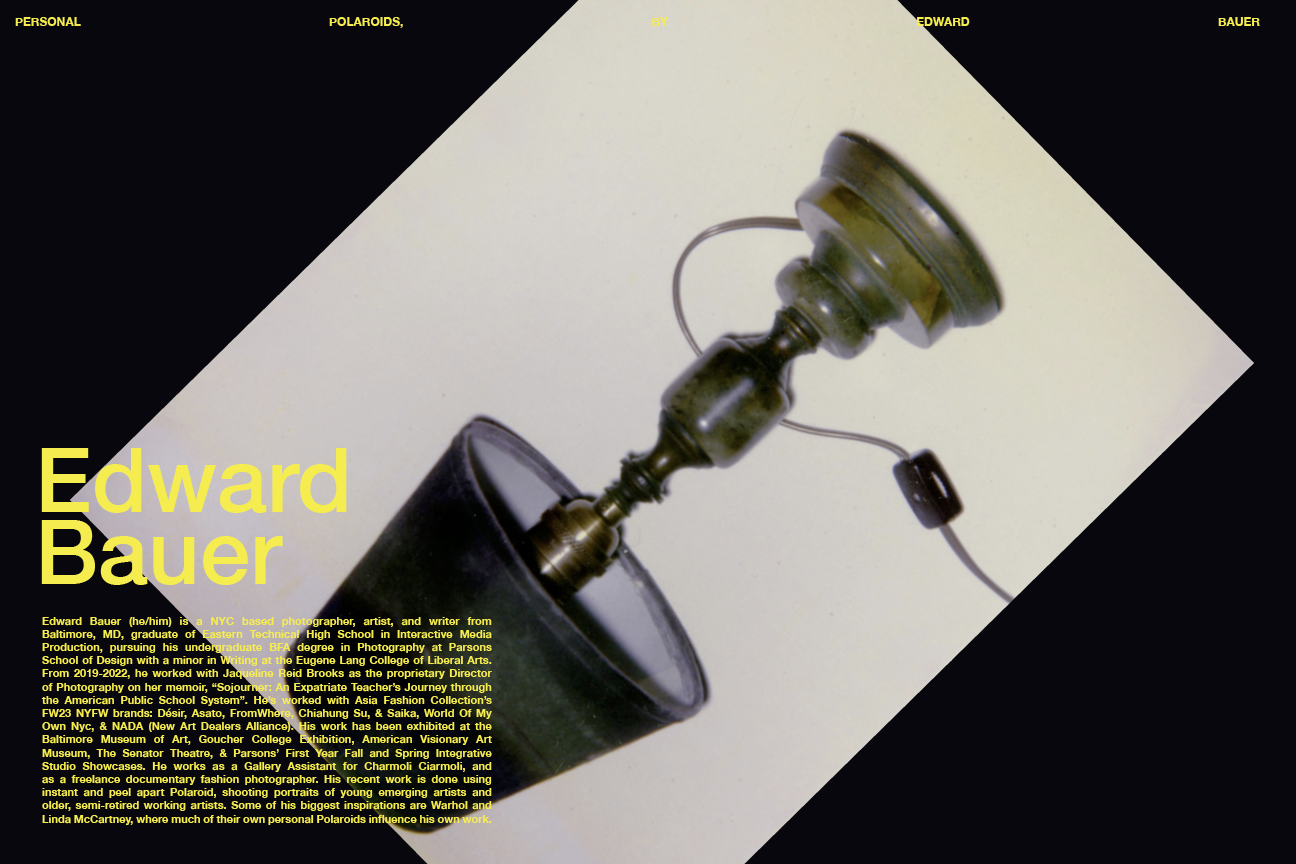 PERSONAL POLAROIDS, BY EDWARD BAUER
Edward
Bauer
Edward Bauer (he/him) is a NYC based photographer, artist, and writer from
Baltimore, MD, graduate of Eastern Technical High School in Interactive Media
Production, pursuing his undergraduate BFA degree in Photography at Parsons
School of Design with a minor in Writing at the Eugene Lang College of Liberal Arts.
From 2019-2022, he worked with Jaqueline Reid Brooks as the proprietary Director
of Photography on her memoir, “Sojourner: An Expatriate Teacher’s Journey through
the American Public School System”. He’s worked with Asia Fashion Collection’s
FW23 NYFW brands: Désir, Asato, FromWhere, Chiahung Su, & Saika, World Of My
Own Nyc, & NADA (New Art Dealers Alliance). His work has been exhibited at the
Baltimore Museum of Art, Goucher College Exhibition, American Visionary Art
Museum, The Senator Theatre, & Parsons’ First Year Fall and Spring Integrative
Studio Showcases. He works as a Gallery Assistant for Charmoli Ciarmoli, and
as a freelance documentary fashion photographer. His recent work is done using
instant and peel apart Polaroid, shooting portraits of young emerging artists and
older, semi-retired working artists. Some of his biggest inspirations are Warhol and
Linda McCartney, where much of their own personal Polaroids influence his own work.